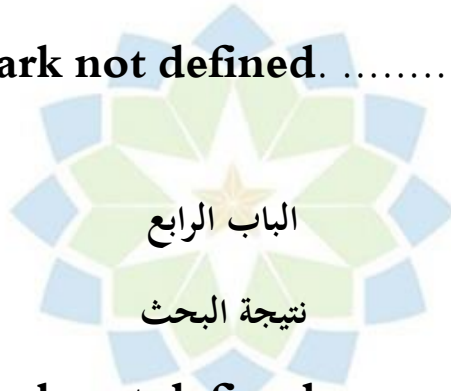 ark not defined. ........
الباب الرابع
نتيجة البحث